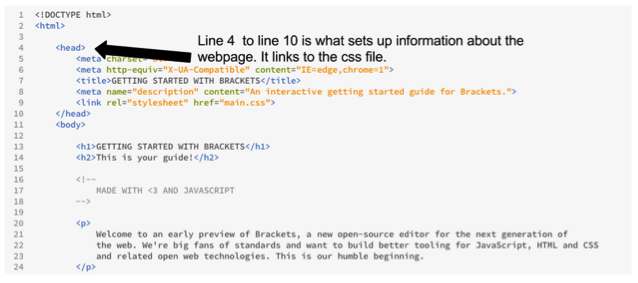 1 <!DOCTYPE html>
2 <html>
3
Line 4 to line 10 is what sets up information about the
4 <head>
webpage. It links to the css file.
5 <meta charset=
6 <meta http-equiv="X-UA-Compatible" content="IE=edge,chrome=1">
7 <title>GETTING STARTED WITH BRACKETS</title>
8 <meta name="description" content="An interactive getting started guide for Brackets.">
9 <link rel="stylesheet" href="main.css">
10 </head>
11 <body>
12
13 <h1>GETTING STARTED WITH BRACKETS</h1>
14 <h2>This is your guide!</h2>
15
16 <!--
17 MADE WITH <3 AND JAVASCRIPT
18 -->
19
20 <p>
21 Welcome to an early preview of Brackets, a new open-source editor for the next generation of
22 the web. We're big fans of standards and want to build better tooling for JavaScript, HTML and CSS
23 and related open web technologies. This is our humble beginning.
24 </p>